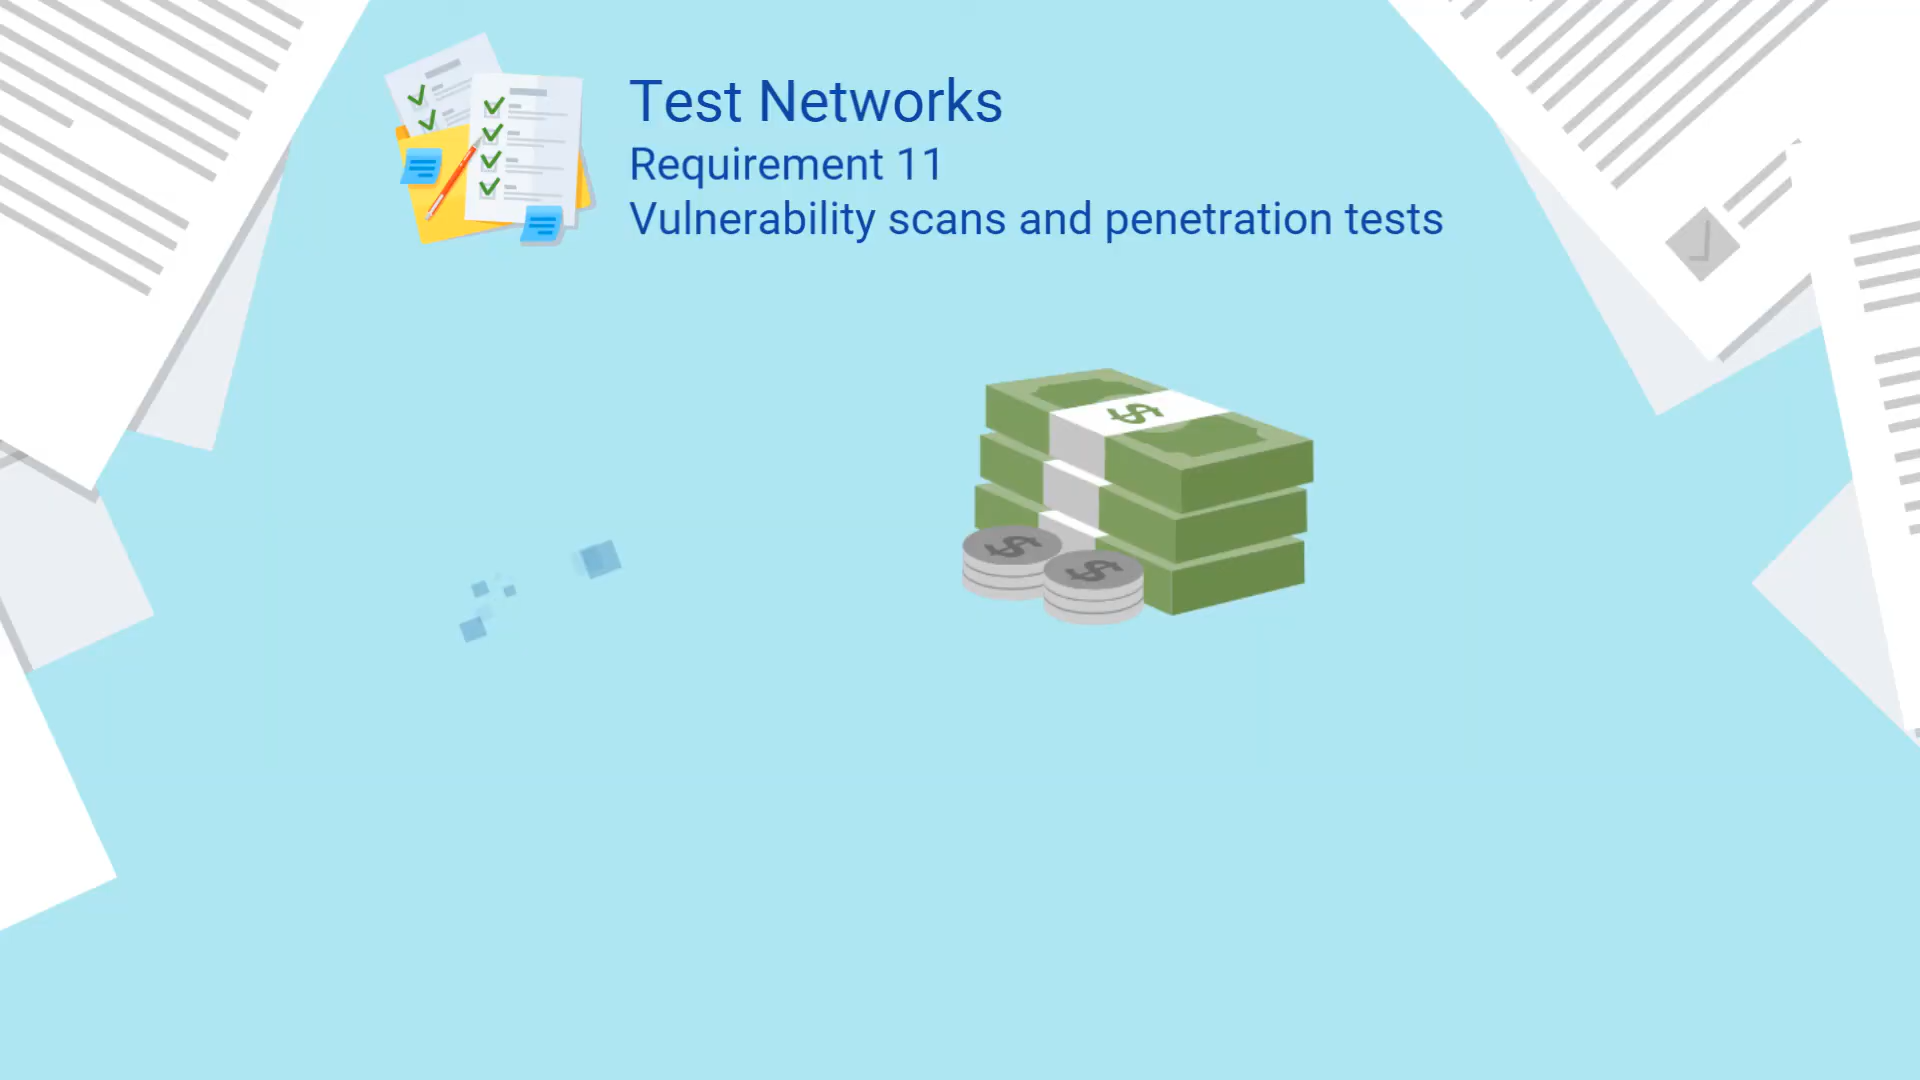 Test Networks
Requirement 11
Vulnerability scans and penetration tests